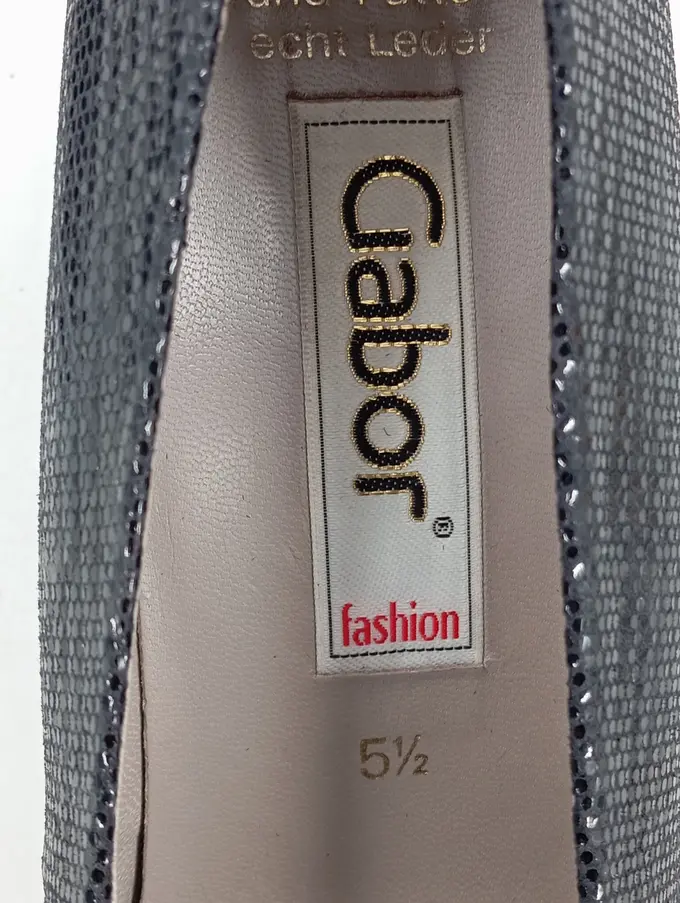 echt Leder
Gabor®
fashion
5½